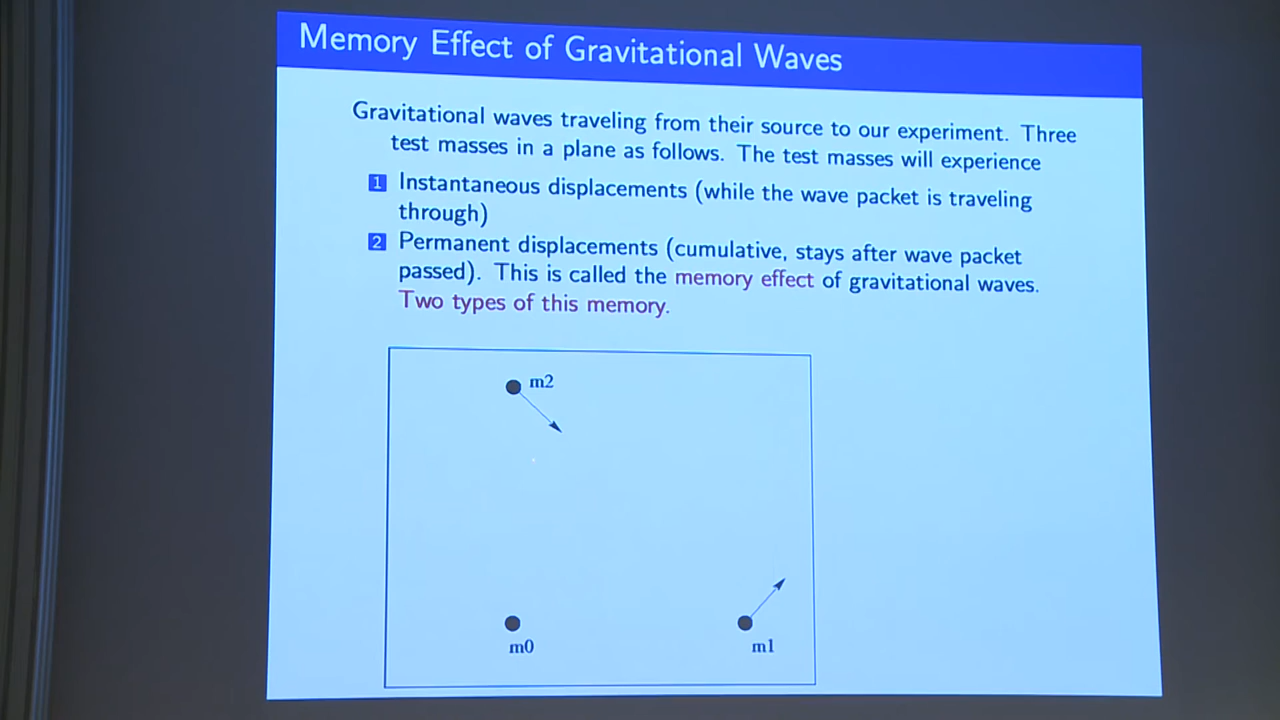 Memory Effect of Gravitational Waves
Gravitational waves traveling from their source to our experiment. Three
test masses in a plane as follows. The test masses will experience
1 Instantaneous displacements (while the wave packet is traveling
through)
2 Permanent displacements (cumulative, stays after wave packet
passed). This is called the memory effect of gravitational waves.
Two types of this memory.
m2
m0
m1